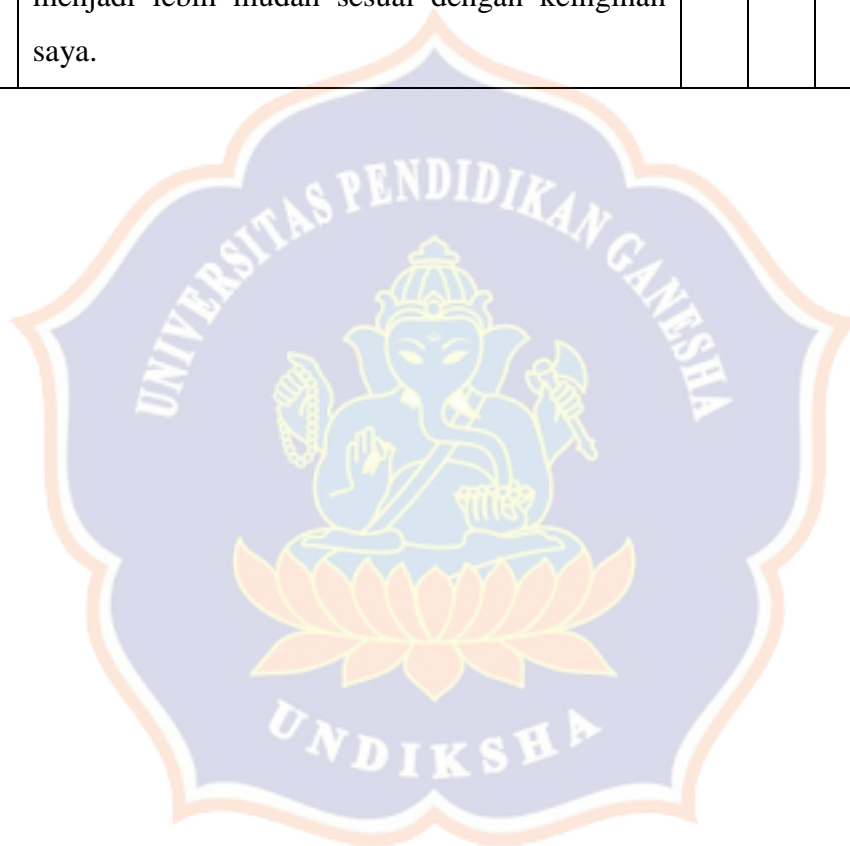 menjadi lebih mudah sesuai dengan keinginan
saya.
UNIVERSITAS PENDIDIKAN GANESHA
UNDIKSHA